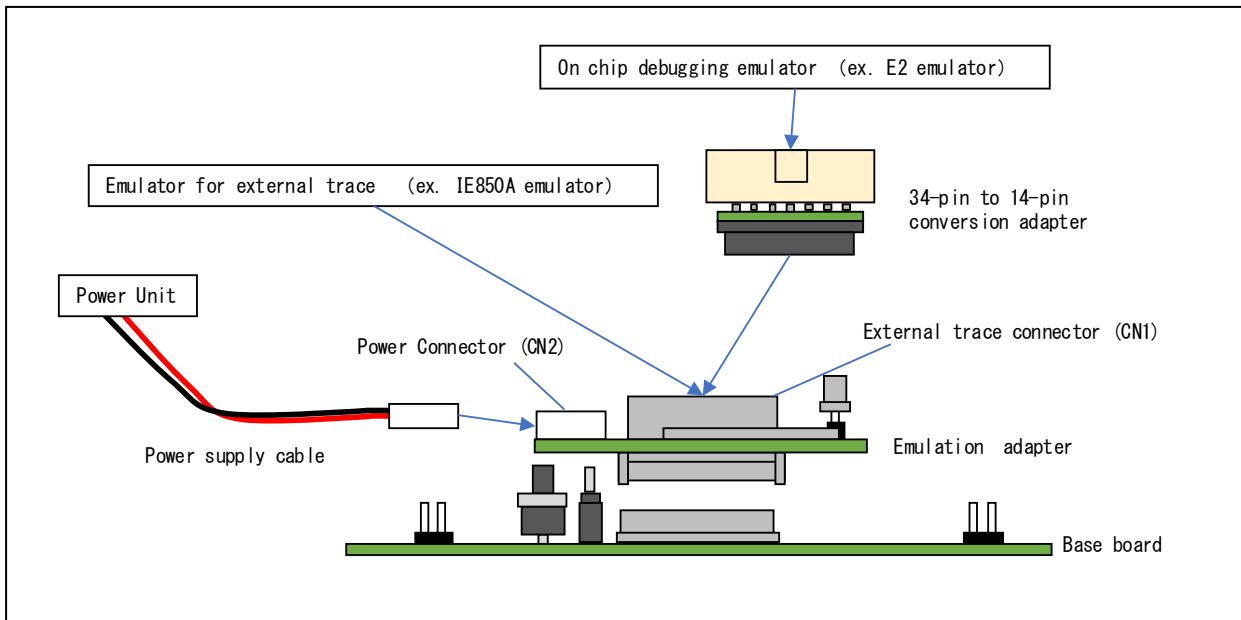 On chip debugging emulator (ex. E2 emulator)
Emulator for external trace (ex. IE850A emulator)
34-pin to 14-pin
conversion adapter
Power Unit
Power Connector (CN2)
External trace connector (CN1)
Power supply cable
Emulation adapter
Base board